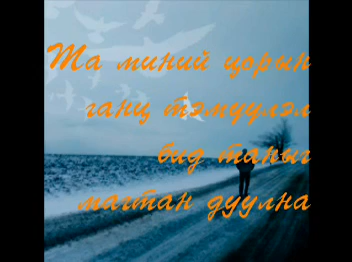 Та миний цорын
ганц тэмүүлэл
бид таныг
магтан дуулна